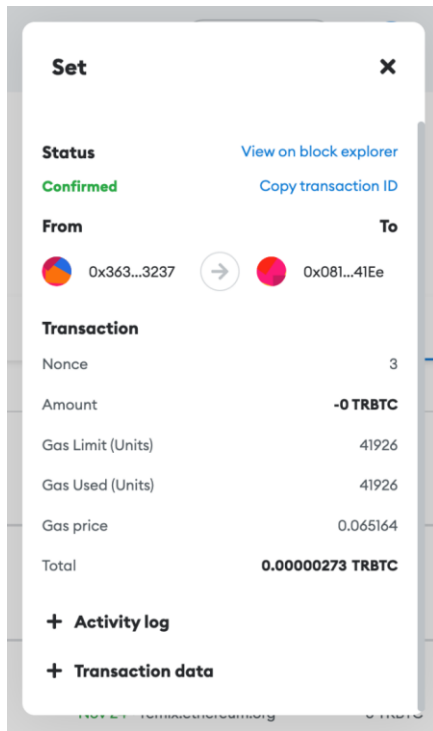 Set
Status View on block explorer
Confirmed Copy transaction ID
From To
0x363...3237 0x081...41Ee
Transaction
Nonce 3
Amount -0 TRBTC
Gas Limit (Units) 41926
Gas Used (Units) 41926
Gas price 0.065164
Total 0.00000273 TRBTC
+ Activity log
+ Transaction data